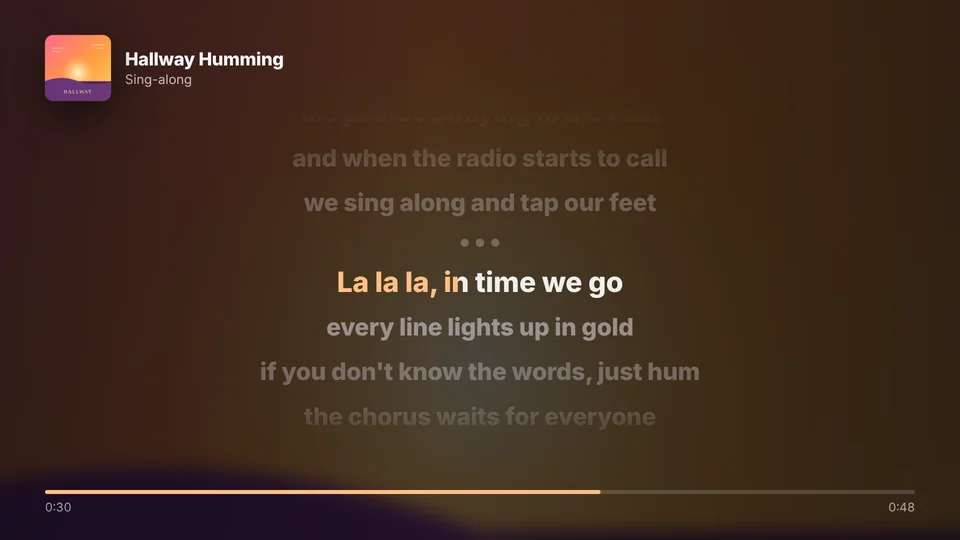 Hallway Humming
Sing-along
HALLWAY
and when the radio starts to call
we sing along and tap our feet
•••
La la la, in time we go
every line lights up in gold
if you don't know the words, just hum
the chorus waits for everyone
0:30
0:48